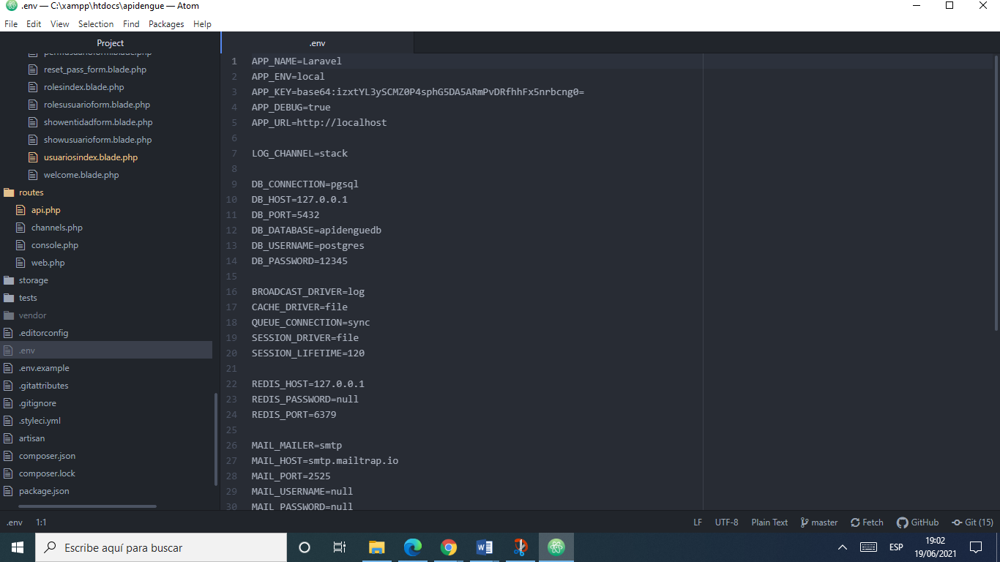 .env — C:\xampp\htdocs\apidengue — Atom
File Edit View Selection Find Packages Help
Project
reset_pass_form.blade.php
rolesindex.blade.php
rolesusuarioform.blade.php
showentidadform.blade.php
showusuarioform.blade.php
usuariosindex.blade.php
welcome.blade.php
routes
api.php
channels.php
console.php
web.php
storage
tests
vendor
.editorconfig
.env
.env.example
.gitattributes
.gitignore
.styleci.yml
artisan
composer.json
composer.lock
package.json
.env
1 APP_NAME=Laravel
2 APP_ENV=local
3 APP_KEY=base64:izxtYL3ySCMZ0P4sphG5DA5ARmPvDRfhhFx5nrbcng0=
4 APP_DEBUG=true
5 APP_URL=http://localhost
6
7 LOG_CHANNEL=stack
8
9 DB_CONNECTION=pgsql
10 DB_HOST=127.0.0.1
11 DB_PORT=5432
12 DB_DATABASE=apidenguedb
13 DB_USERNAME=postgres
14 DB_PASSWORD=12345
15
16 BROADCAST_DRIVER=log
17 CACHE_DRIVER=file
18 QUEUE_CONNECTION=sync
19 SESSION_DRIVER=file
20 SESSION_LIFETIME=120
21
22 REDIS_HOST=127.0.0.1
23 REDIS_PASSWORD=null
24 REDIS_PORT=6379
25
26 MAIL_MAILER=smtp
27 MAIL_HOST=smtp.mailtrap.io
28 MAIL_PORT=2525
29 MAIL_USERNAME=null
30 MAIL_PASSWORD=null
.env 1:1 LF UTF-8 Plain Text master Fetch GitHub Git (15)
Escribe aquí para buscar
ESP
19:02
19/06/2021